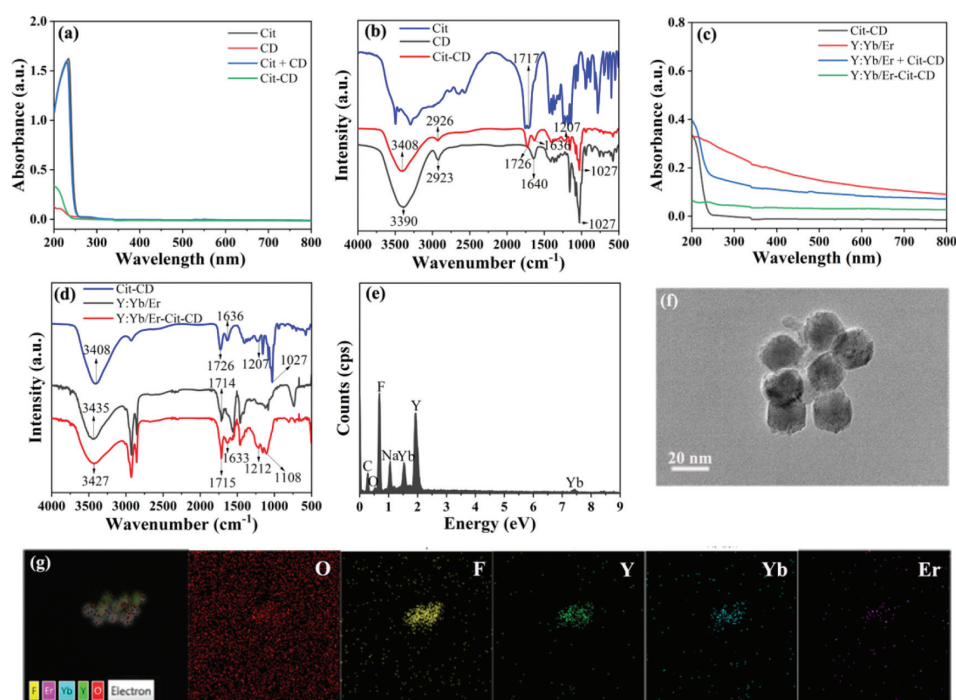 (a)
Cit
CD
Cit + CD
Cit-CD
2.0
1.5
1.0
0.5
0.0
Absorbance (a.u.)
200 300 400 500 600 700 800
Wavelength (nm)
(b)
Cit
CD
Cit-CD
1717
2926
3408
1207
1636
1726
2923
1640
1027
3390
1027
Intensity (a.u.)
4000 3500 3000 2500 2000 1500 1000 500
Wavenumber (cm⁻¹)
(c)
Cit-CD
Y:Yb/Er
Y:Yb/Er + Cit-CD
Y:Yb/Er-Cit-CD
0.8
0.6
0.4
0.2
0.0
Absorbance (a.u.)
200 300 400 500 600 700 800
Wavelength (nm)
(d)
Cit-CD
Y:Yb/Er
Y:Yb/Er-Cit-CD
1636
3408
1726
1207
1027
1714
3435
1633
1212
1108
3427
1715
Intensity (a.u.)
4000 3500 3000 2500 2000 1500 1000 500
Wavenumber (cm⁻¹)
(e)
F
Y
Na
Yb
C
O
Yb
Counts (cps)
0 1 2 3 4 5 6 7 8 9
Energy (eV)
(f)
20 nm
(g)
O
F
Y
Yb
Er
F Er Yb Y O Electron